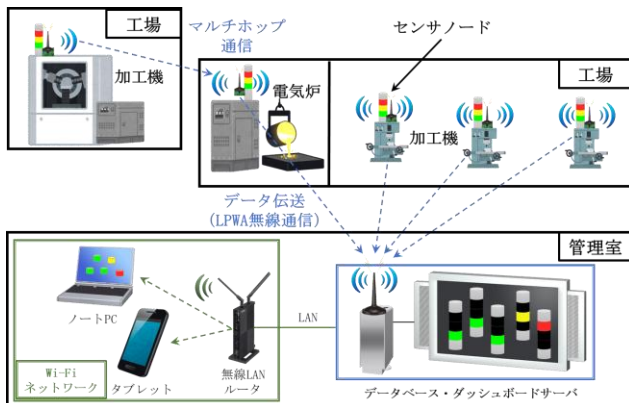 工場
加工機
マルチホップ
通信
センサノード
工場
電気炉
加工機
データ伝送
(LPWA無線通信)
管理室
ノートPC
タブレット
Wi-Fi
ネットワーク
無線LAN
ルータ
LAN
データベース・ダッシュボードサーバ